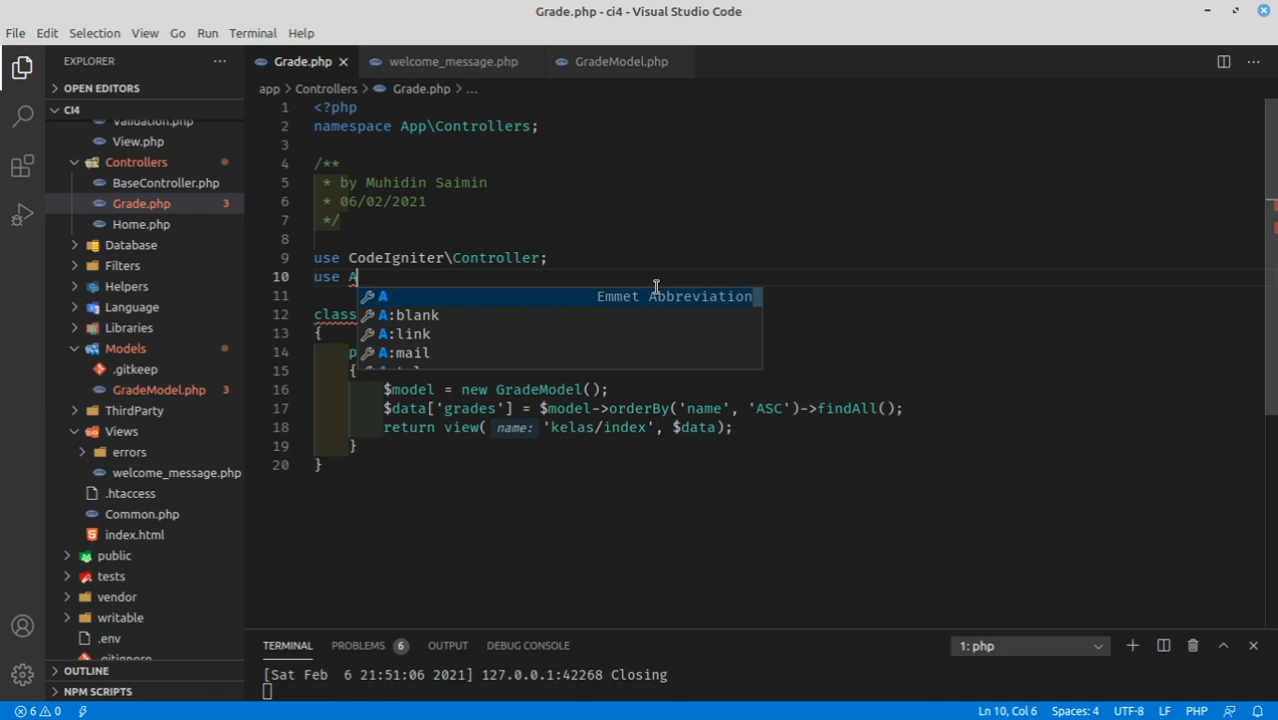 Grade.php - ci4 - Visual Studio Code
File Edit Selection View Go Run Terminal Help
EXPLORER ···
OPEN EDITORS
CI4
Validation.php
View.php
Controllers
BaseController.php
Grade.php 3
Home.php
Database
Filters
Helpers
Language
Libraries
Models
.gitkeep
GradeModel.php 3
ThirdParty
Views
errors
welcome_message.php
.htaccess
Common.php
index.html
public
tests
vendor
writable
.env
.gitignore
OUTLINE
NPM SCRIPTS
Grade.php welcome_message.php GradeModel.php
app > Controllers > Grade.php > ...
1 <?php
2 namespace App\Controllers;
3
4 /**
5 * by Muhidin Saimin
6 * 06/02/2021
7 */
8
9 use CodeIgniter\Controller;
10 use A
11
12 class
13 {
14 p
15 {
16 $model = new GradeModel();
17 $data['grades'] = $model->orderBy('name', 'ASC')->findAll();
18 return view( name: 'kelas/index', $data);
19 }
20 }
A Emmet Abbreviation
A:blank
A:link
A:mail
TERMINAL PROBLEMS 6 OUTPUT DEBUG CONSOLE 1: php
[Sat Feb 6 21:51:06 2021] 127.0.0.1:42268 Closing
6 0 Ln 10, Col 6 Spaces: 4 UTF-8 LF PHP